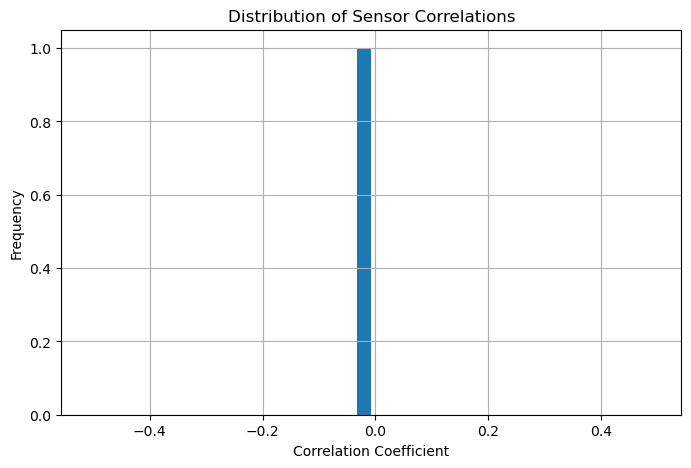 Distribution of Sensor Correlations
1.0
0.8
0.6
0.4
0.2
0.0
Frequency
−0.4 −0.2 0.0 0.2 0.4
Correlation Coefficient